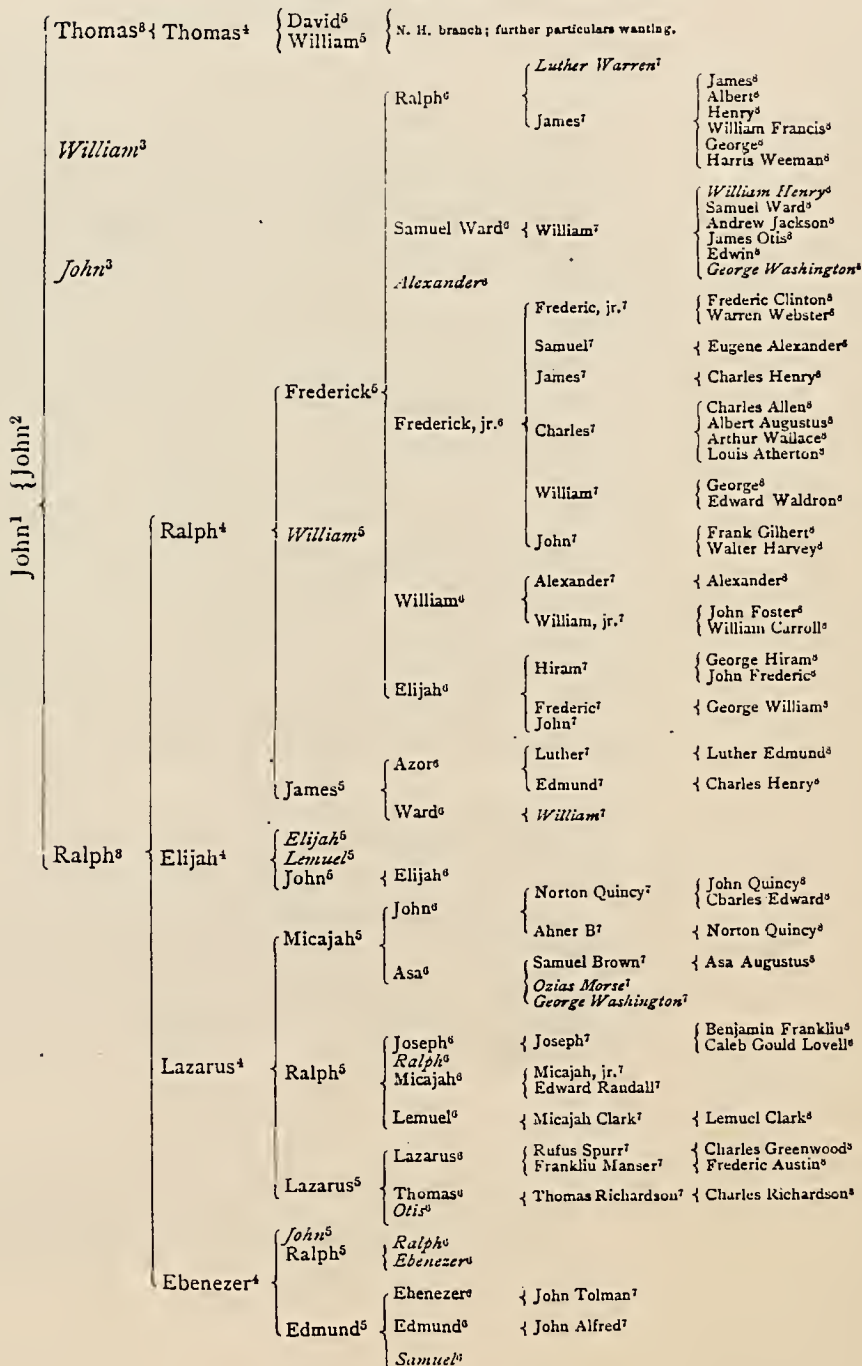 Thomas³ { Thomas⁴ { David⁵
William⁵ { N. H. branch; further particulars wanting.
Luther Warren⁷
Ralph⁶ James⁸
Albert⁸
James⁷ Henry⁸
William Francis⁸
William³ George⁸
Harris Weeman⁸
William Henry⁸
Samuel Ward⁸
Samuel Ward⁶ { William⁷ Andrew Jackson⁸
James Otis⁸
John³ Edwin⁸
George Washington⁸
Alexander⁶
Frederic, jr.⁷ { Frederic Clinton⁸
Warren Webster⁸
Samuel⁷ { Eugene Alexander⁸
James⁷ { Charles Henry⁸
Frederick⁵ {
Charles Allen⁸
Frederick, jr.⁶ Albert Augustus⁸
Charles⁷ Arthur Wallace⁸
Louis Atherton⁸
John¹ { John²
William⁷ { George⁸
Edward Waldron⁸
Ralph⁴ { William⁵ John⁷ { Frank Gilbert⁸
Walter Harvey⁸
Alexander⁷ { Alexander⁸
William⁶
William, jr.⁷ { John Foster⁸
William Carroll⁸
Hiram⁷ { George Hiram⁸
John Frederic⁸
Elijah⁶
Frederic⁷ { George William⁸
John⁷
Luther⁷ { Luther Edmund⁸
Azor⁶
James⁵ { Edmund⁷ { Charles Henry⁸
Ward⁶ { William⁷
Elijah⁵
Ralph³ { Elijah⁴ { Lemuel⁵
John⁵ { Elijah⁶
Norton Quincy⁷ { John Quincy⁸
Charles Edward⁸
John⁶
Micajah⁵ { Ahner B⁷ { Norton Quincy⁸
Samuel Brown⁷ { Asa Augustus⁸
Asa⁶ Ozias Morse⁷
George Washington⁷
Joseph⁶ { Joseph⁷ { Benjamin Frankliu⁸
Caleb Gould Lovell⁸
Ralph⁶
Lazarus⁴ { Ralph⁵ { Micajah⁶ { Micajah, jr.⁷
Edward Raudall⁷
Lemuel⁶ { Micajah Clark⁷ { Lemuel Clark⁸
Lazarus⁶ { Rufus Spurr⁷ { Charles Greenwood⁸
Frankliu Manser⁷ { Frederic Austin⁸
Lazarus⁵ { Thomas⁶ { Thomas Richardson⁷ { Charles Richardson⁸
Otis⁶
John⁵
Ralph⁵ { Ralph⁶
Ebenezer⁶
Ebenezer⁴ {
Ehenezer⁶ { John Tolman⁷
Edmund⁵ { Edmund⁶ { John Alfred⁷
Samuel⁶